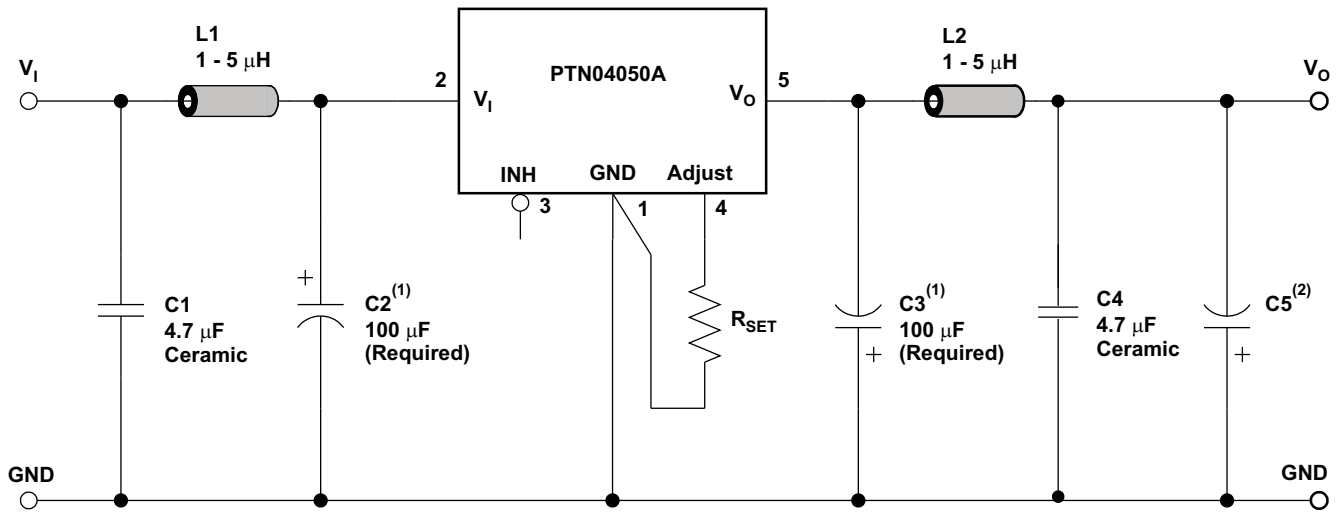 L1
1 - 5 μH
L2
1 - 5 μH
PTN04050A
V_I
2
V_I
V_O
5
V_O
INH
GND
Adjust
3
1
4
+
C1
4.7 μF
Ceramic
C2(1)
100 μF
(Required)
R_SET
C3(1)
100 μF
(Required)
+
C4
4.7 μF
Ceramic
C5(2)
+
GND
GND